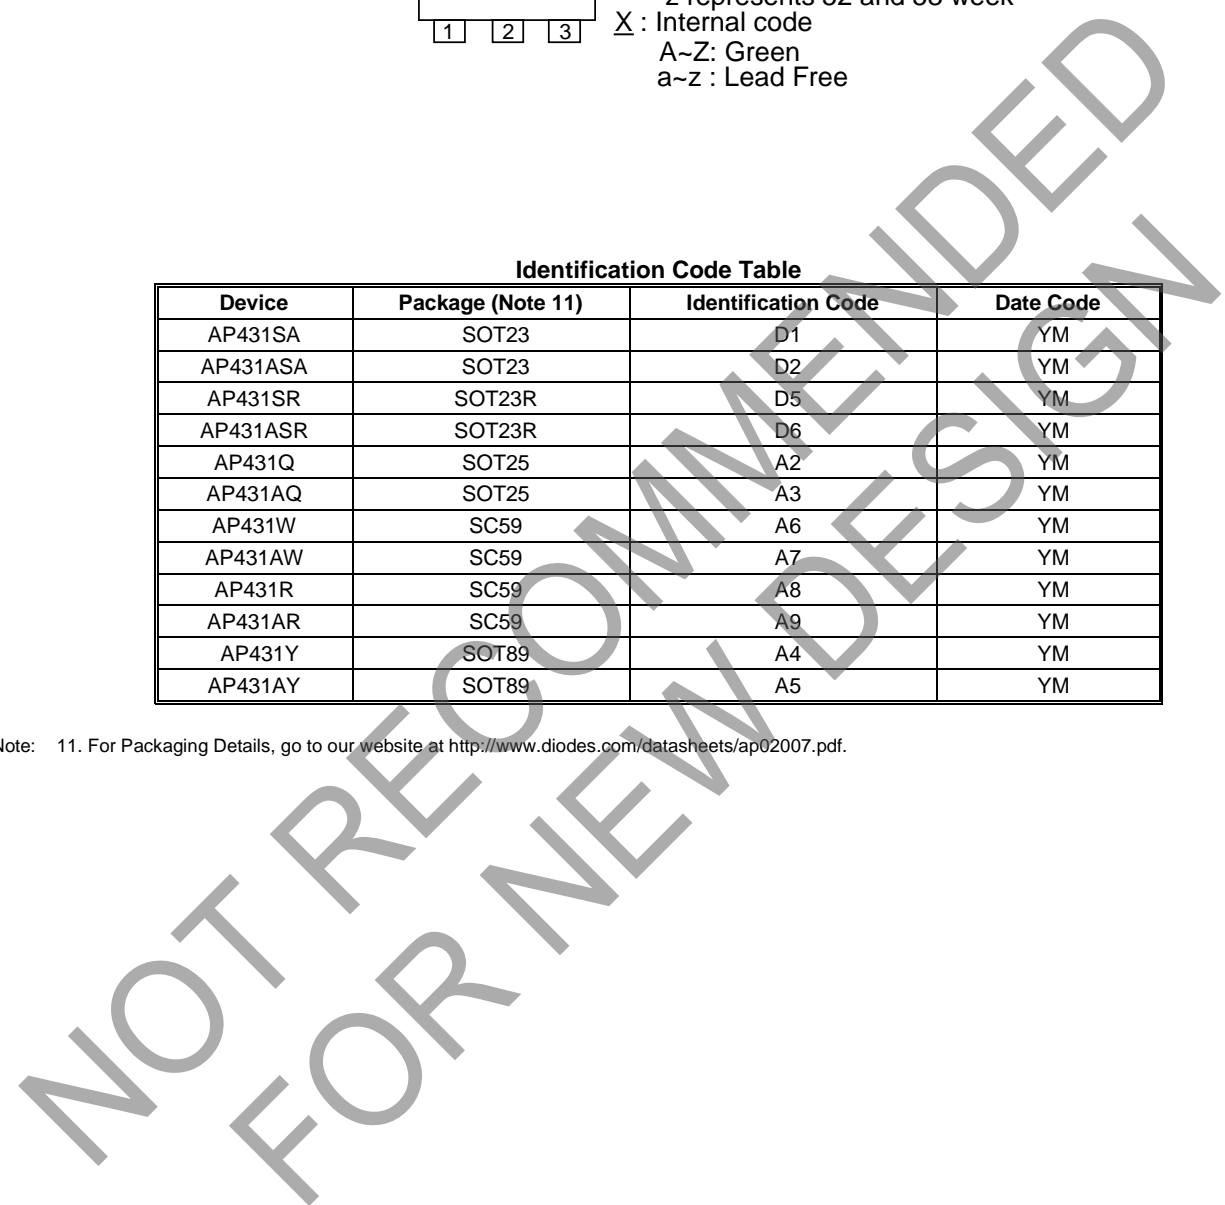 z represents 52 and 53 week
1 2 3
X : Internal code
A~Z: Green
a~z : Lead Free
Identification Code Table
Device Package (Note 11) Identification Code Date Code
AP431SA SOT23 D1 YM
AP431ASA SOT23 D2 YM
AP431SR SOT23R D5 YM
AP431ASR SOT23R D6 YM
AP431Q SOT25 A2 YM
AP431AQ SOT25 A3 YM
AP431W SC59 A6 YM
AP431AW SC59 A7 YM
AP431R SC59 A8 YM
AP431AR SC59 A9 YM
AP431Y SOT89 A4 YM
AP431AY SOT89 A5 YM
Note: 11. For Packaging Details, go to our website at http://www.diodes.com/datasheets/ap02007.pdf.
NOT RECOMMENDED
FOR NEW DESIGN